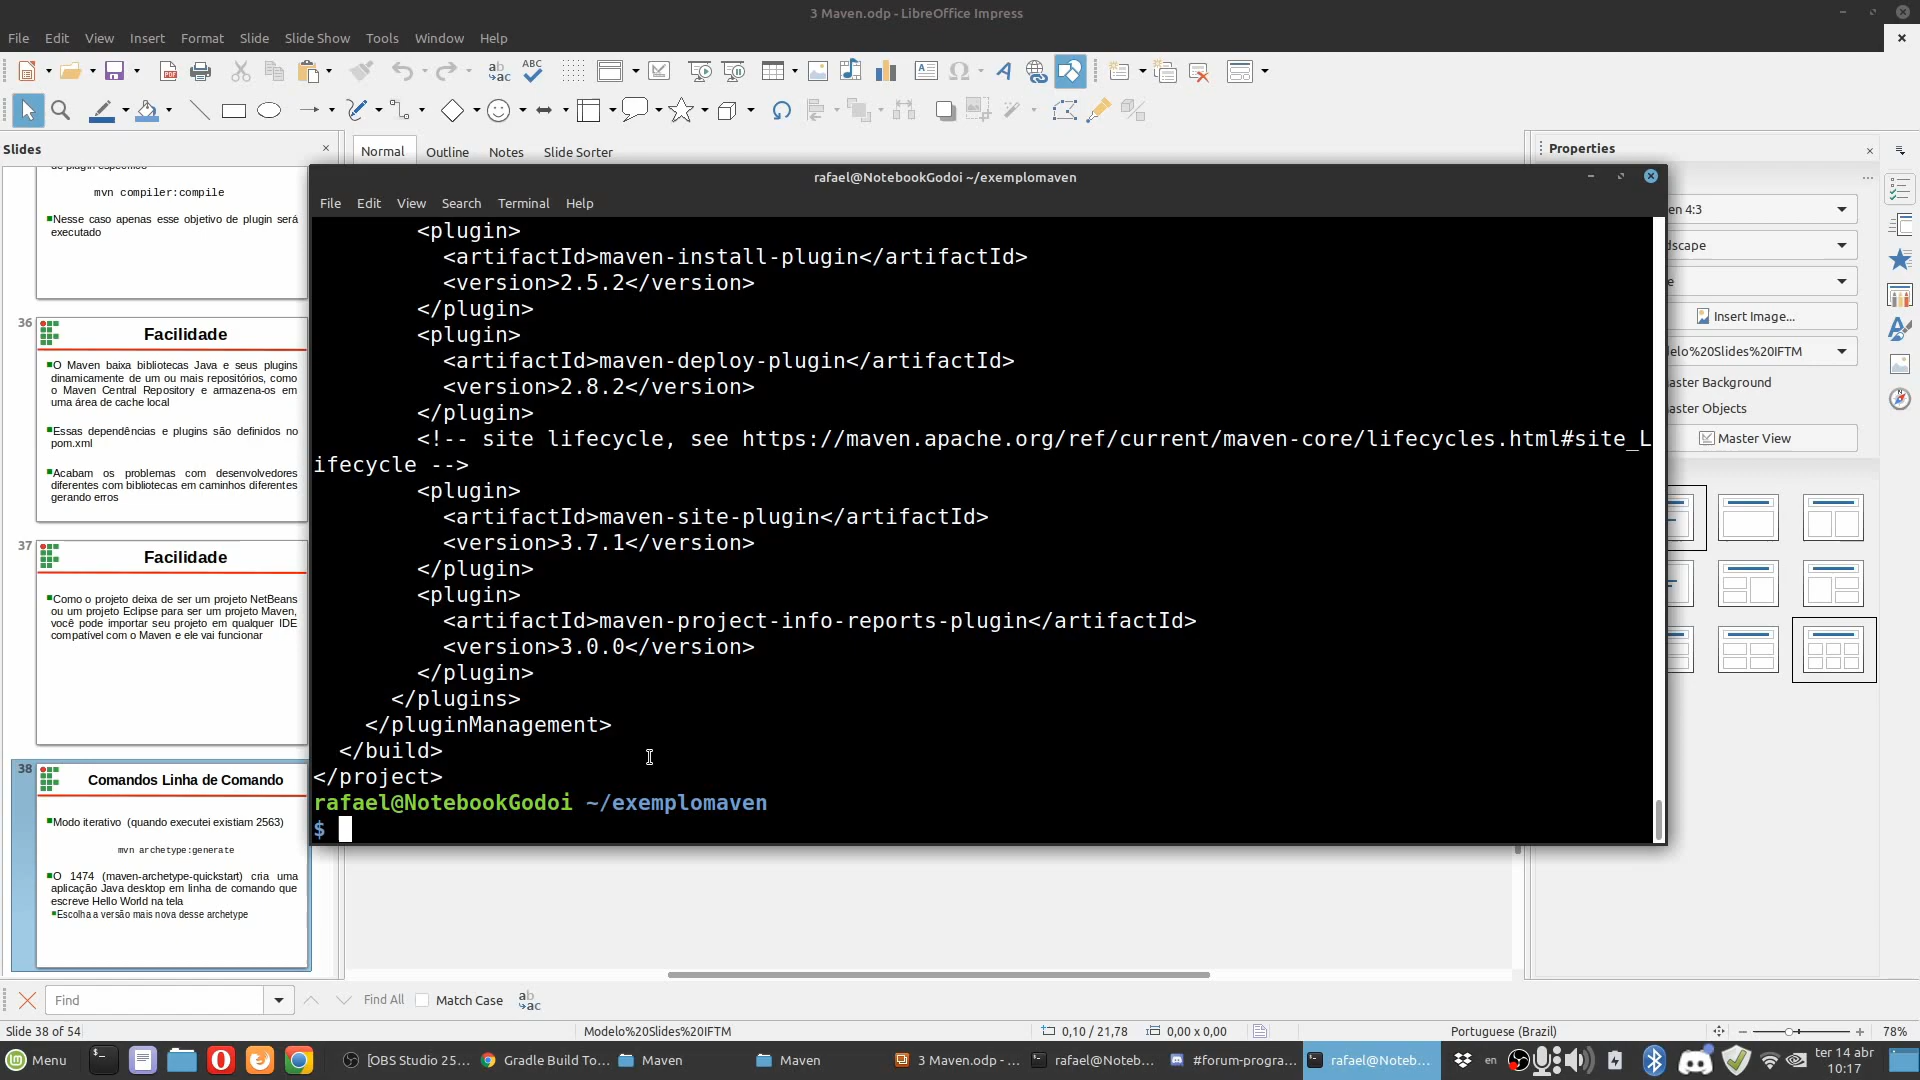 3 Maven.odp - LibreOffice Impress
File Edit View Insert Format Slide Slide Show Tools Window Help
Slides
Normal Outline Notes Slide Sorter
Properties
mvn compiler:compile
Nesse caso apenas esse objetivo de plugin será
executado
36
Facilidade
O Maven baixa bibliotecas Java e seus plugins
dinamicamente de um ou mais repositórios, como
o Maven Central Repository e armazena-os em
uma área de cache local
Essas dependências e plugins são definidos no
pom.xml
Acabam os problemas com desenvolvedores
diferentes com bibliotecas em caminhos diferentes
gerando erros
37
Facilidade
Como o projeto deixa de ser um projeto NetBeans
ou um projeto Eclipse para ser um projeto Maven,
você pode importar seu projeto em qualquer IDE
compatível com o Maven e ele vai funcionar
38
Comandos Linha de Comando
Modo iterativo (quando executei existiam 2563)
mvn archetype:generate
O 1474 (maven-archetype-quickstart) cria uma
aplicação Java desktop em linha de comando que
escreve Hello World na tela
Escolha a versão mais nova desse archetype
rafael@NotebookGodoi ~/exemplomaven
File Edit View Search Terminal Help
<plugin>
<artifactId>maven-install-plugin</artifactId>
<version>2.5.2</version>
</plugin>
<plugin>
<artifactId>maven-deploy-plugin</artifactId>
<version>2.8.2</version>
</plugin>
<!-- site lifecycle, see https://maven.apache.org/ref/current/maven-core/lifecycles.html#site_L
ifecycle -->
<plugin>
<artifactId>maven-site-plugin</artifactId>
<version>3.7.1</version>
</plugin>
<plugin>
<artifactId>maven-project-info-reports-plugin</artifactId>
<version>3.0.0</version>
</plugin>
</plugins>
</pluginManagement>
</build>
</project>
rafael@NotebookGodoi ~/exemplomaven
$
en 4:3
dscape
e
Insert Image...
elo%20Slides%20IFTM
aster Background
aster Objects
Master View
Find
Find All
Match Case
Slide 38 of 54
Modelo%20Slides%20IFTM
0,10 / 21,78
0,00 x 0,00
Portuguese (Brazil)
78%
Menu
[OBS Studio 25...
Gradle Build To...
Maven
Maven
3 Maven.odp - ...
rafael@Noteb...
#forum-progra...
rafael@Noteb...
en
ter 14 abr
10:17